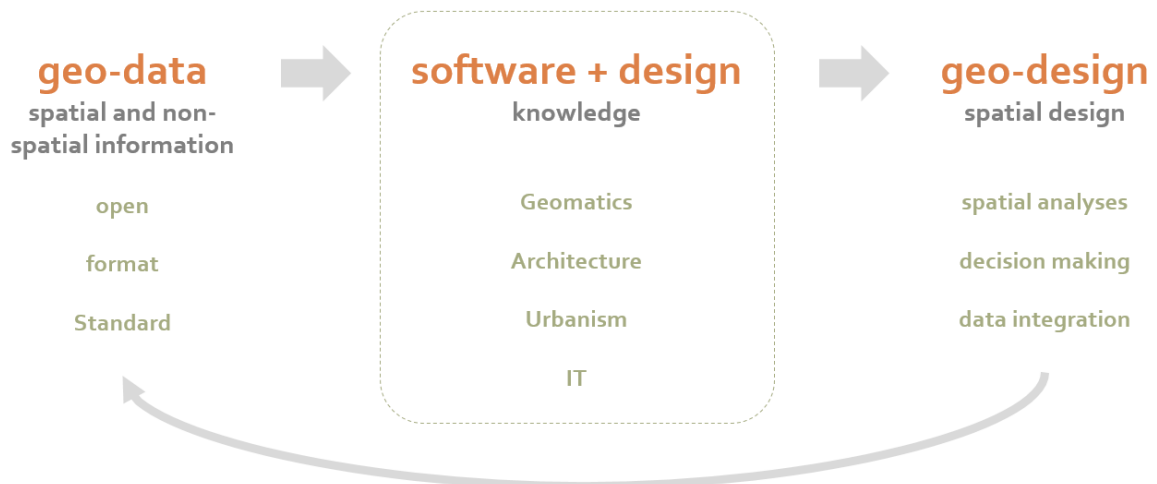 geo-data
spatial and non-
spatial information
open
format
Standard
software + design
knowledge
Geomatics
Architecture
Urbanism
IT
geo-design
spatial design
spatial analyses
decision making
data integration